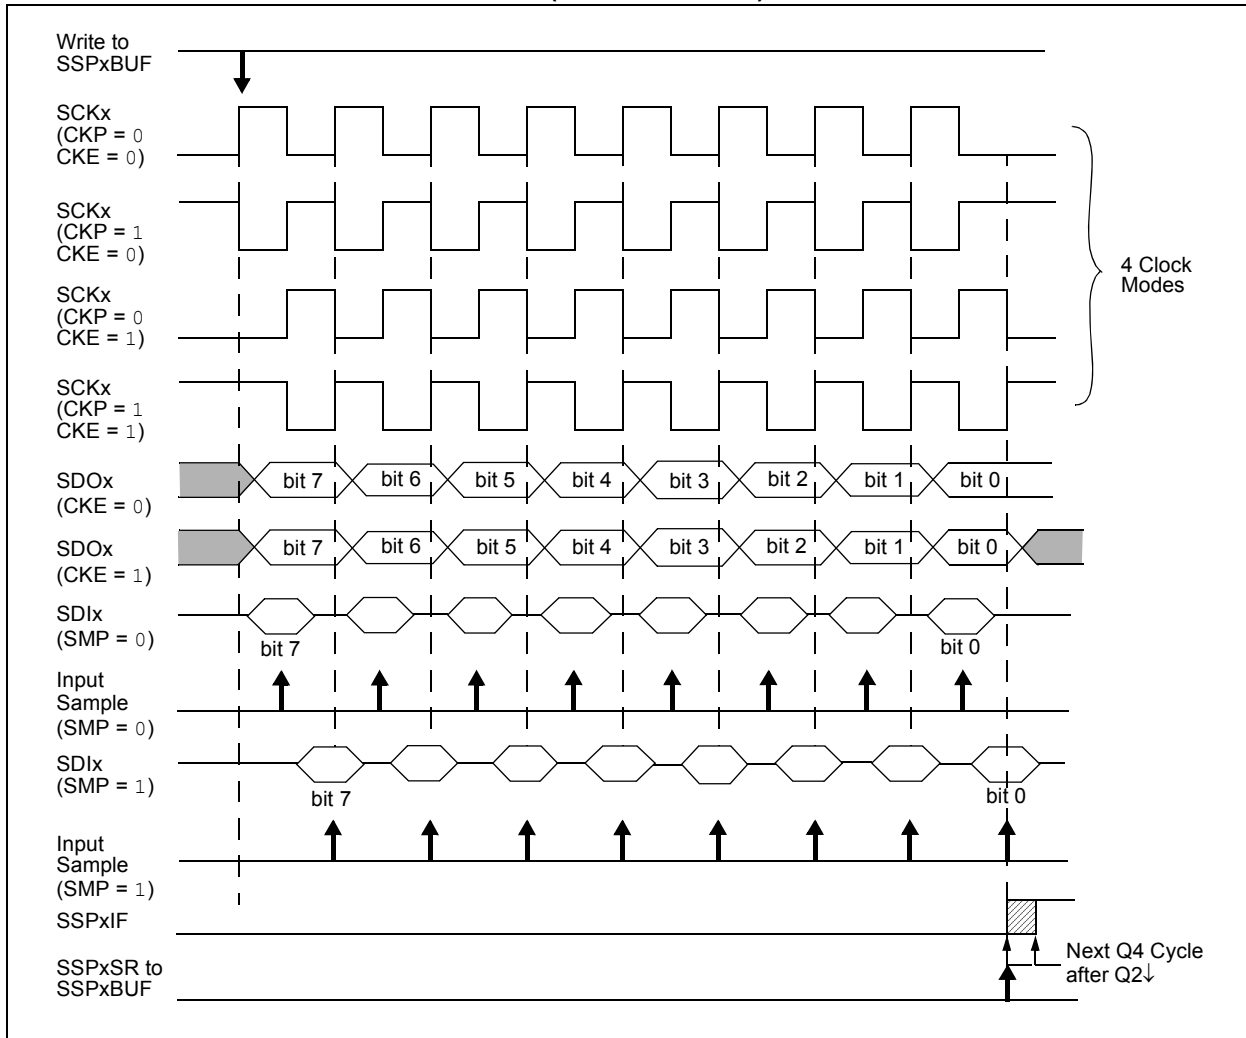 Write to
SSPxBUF
SCKx
(CKP = 0
CKE = 0)
SCKx
(CKP = 1
CKE = 0)
4 Clock
Modes
SCKx
(CKP = 0
CKE = 1)
SCKx
(CKP = 1
CKE = 1)
SDOx
(CKE = 0)
bit 7 bit 6 bit 5 bit 4 bit 3 bit 2 bit 1 bit 0
SDOx
(CKE = 1)
bit 7 bit 6 bit 5 bit 4 bit 3 bit 2 bit 1 bit 0
SDIx
(SMP = 0)
bit 7 bit 0
Input
Sample
(SMP = 0)
SDIx
(SMP = 1)
bit 7 bit 0
Input
Sample
(SMP = 1)
SSPxIF
Next Q4 Cycle
after Q2↓
SSPxSR to
SSPxBUF